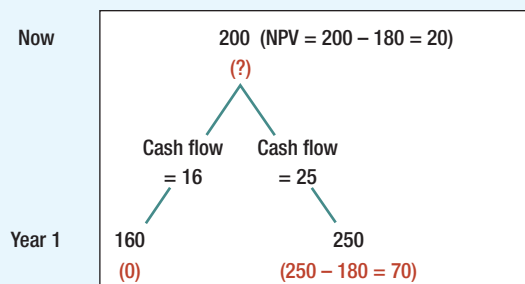 Now 200 (NPV = 200 – 180 = 20)
(?)
Cash flow Cash flow
= 16 = 25
Year 1 160 250
(0) (250 – 180 = 70)